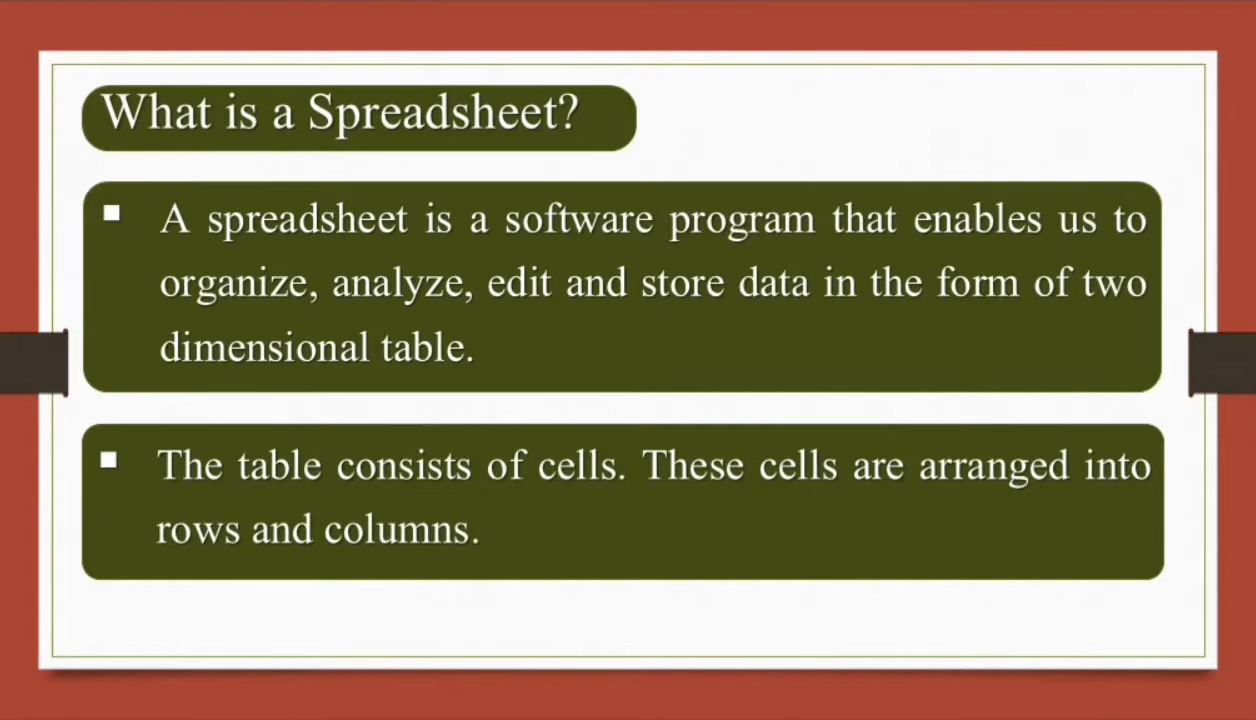 What is a Spreadsheet?
A spreadsheet is a software program that enables us to
organize, analyze, edit and store data in the form of two
dimensional table.
The table consists of cells. These cells are arranged into
rows and columns.